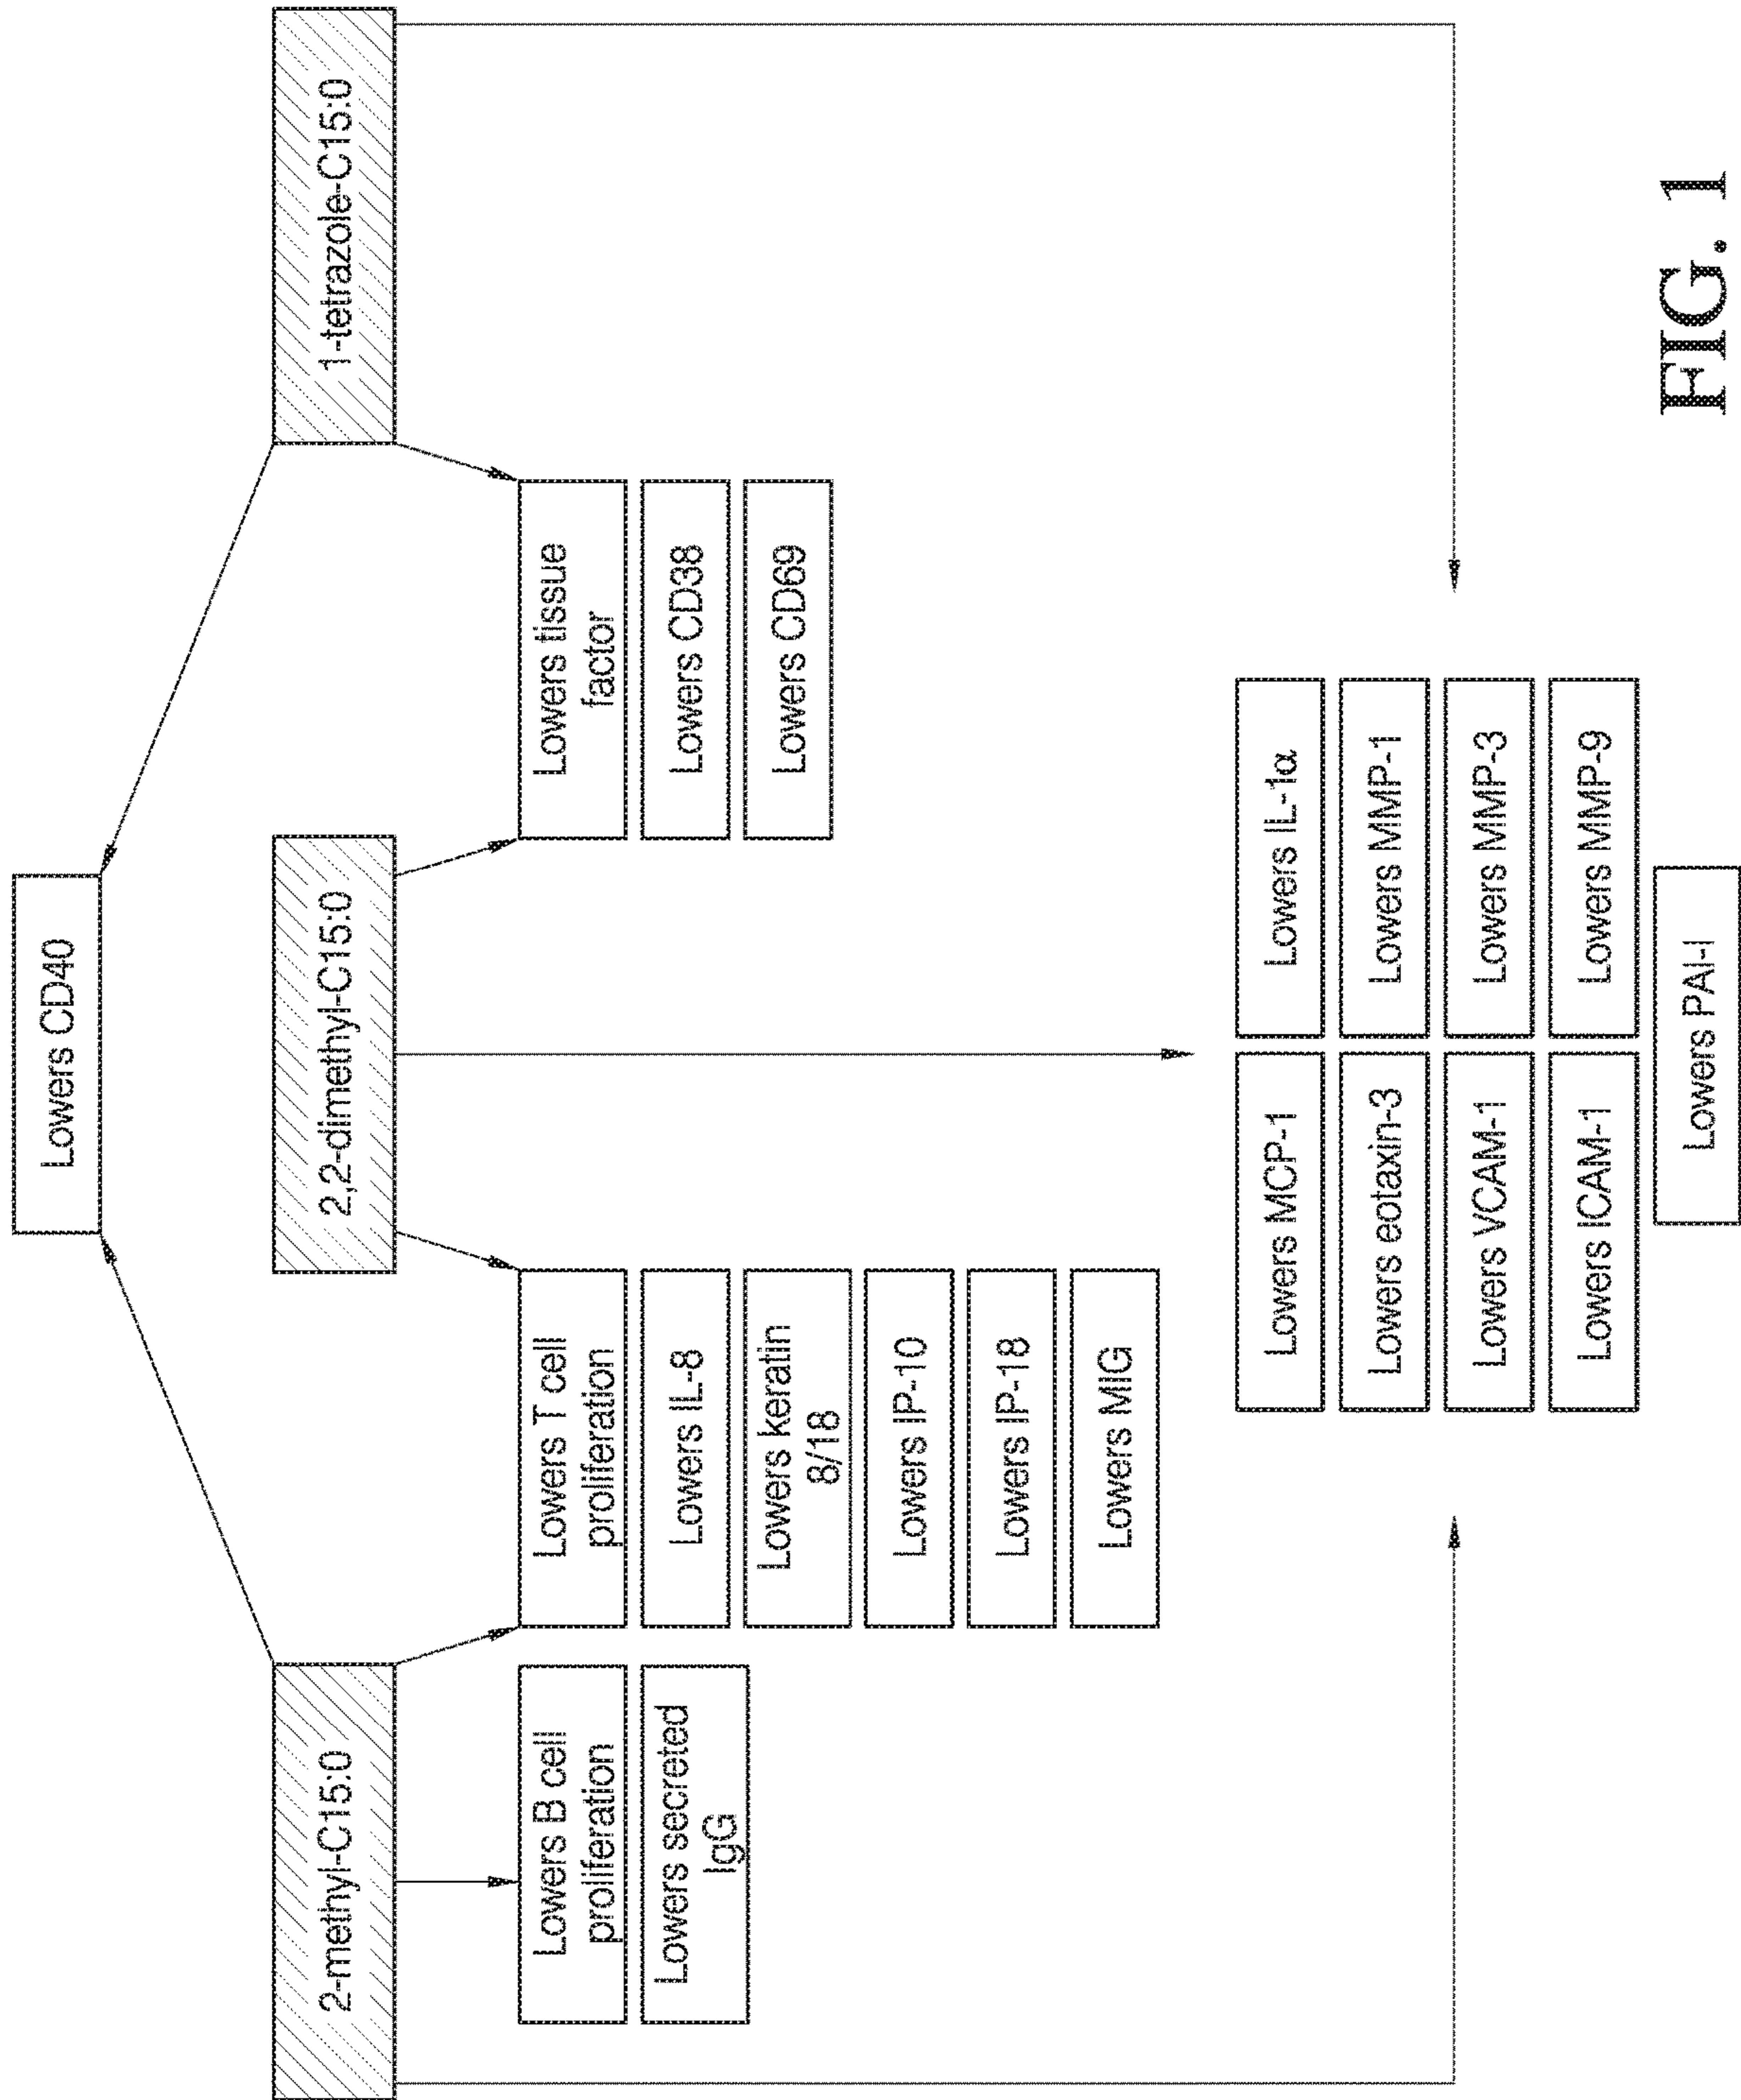 Lowers CD40
2-methyl-C15:0
2,2-dimethyl-C15:0
1-tetrazole-C15:0
Lowers B cell
proliferation
Lowers secreted
IgG
Lowers T cell
proliferation
Lowers IL-8
Lowers keratin
8/18
Lowers IP-10
Lowers IP-18
Lowers MIG
Lowers tissue
factor
Lowers CD38
Lowers CD69
Lowers MCP-1
Lowers IL-1α
Lowers eotaxin-3
Lowers MMP-1
Lowers VCAM-1
Lowers MMP-3
Lowers ICAM-1
Lowers MMP-9
Lowers PAI-I
FIG. 1